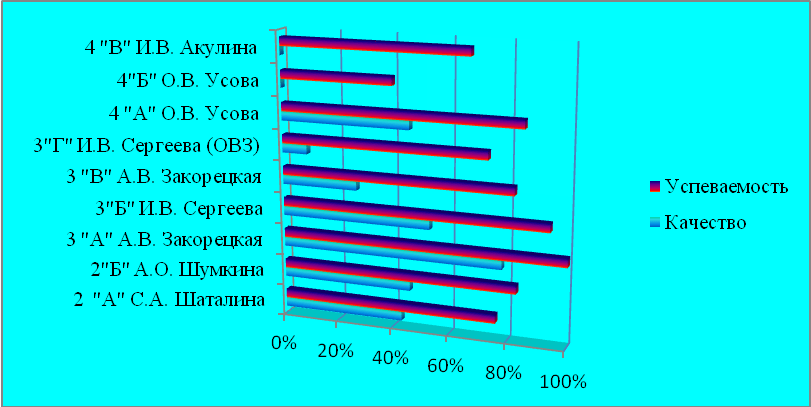 4 "В" И.В. Акулина
4"Б" О.В. Усова
4 "А" О.В. Усова
3"Г" И.В. Сергеева (ОВЗ)
3 "В" А.В. Закорецкая
3"Б" И.В. Сергеева
3 "А" А.В. Закорецкая
2"Б" А.О. Шумкина
2 "А" С.А. Шаталина
0%
20%
40%
60%
80%
100%
Успеваемость
Качество